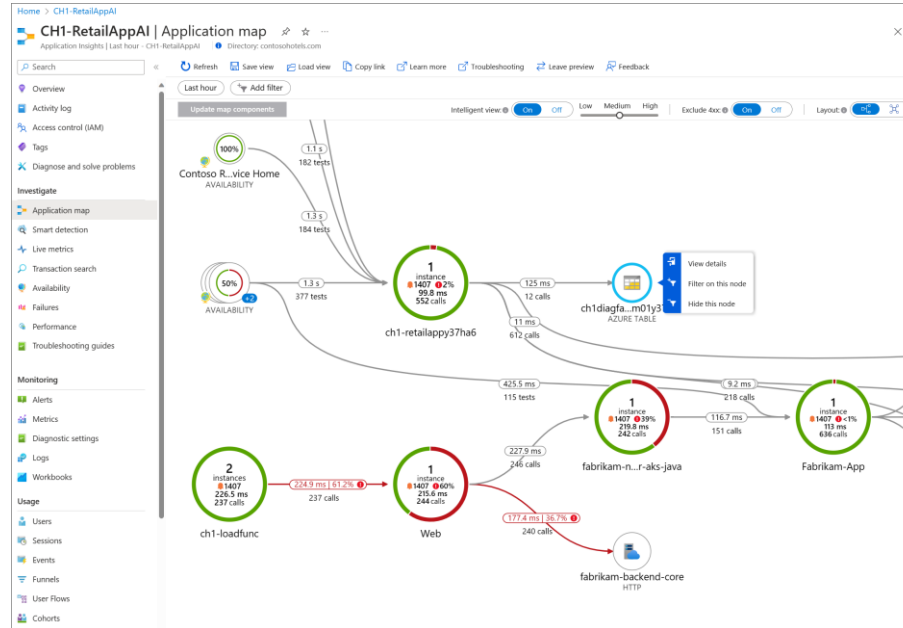 Home > CH1-RetailAppAI
CH1-RetailAppAI | Application map
Application Insights | Last hour - CH1-RetailAppAI
Directory: contosohotels.com
Search
Refresh
Save view
Load view
Copy link
Learn more
Troubleshooting
Leave preview
Feedback
Overview
Activity log
Access control (IAM)
Tags
Diagnose and solve problems
Investigate
Application map
Smart detection
Live metrics
Transaction search
Availability
Failures
Performance
Troubleshooting guides
Monitoring
Alerts
Metrics
Diagnostic settings
Logs
Workbooks
Usage
Users
Sessions
Events
Funnels
User Flows
Cohorts
Last hour
Add filter
Update map components
Intelligent view: On Off
Low Medium High
Exclude 4xx: On Off
Layout:
100%
Contoso R...vice Home
AVAILABILITY
1.1 s
182 tests
1.3 s
184 tests
50%
+2
AVAILABILITY
1.3 s
377 tests
1
instance
1407 2%
99.8 ms
552 calls
ch1-retailappy37ha6
125 ms
12 calls
ch1diagfa...m01y37
AZURE TABLE
View details
Filter on this node
Hide this node
11 ms
612 calls
425.5 ms
115 tests
9.2 ms
218 calls
1
instance
1407 39%
219.8 ms
242 calls
fabrikam-n...r-aks-java
116.7 ms
151 calls
1
instance
1407 <1%
113 ms
636 calls
Fabrikam-App
227.9 ms
246 calls
2
instances
1407
226.5 ms
237 calls
ch1-loadfunc
224.9 ms | 61.2%
237 calls
1
instance
1407 60%
215.6 ms
244 calls
Web
177.4 ms | 36.7%
240 calls
fabrikam-backend-core
HTTP